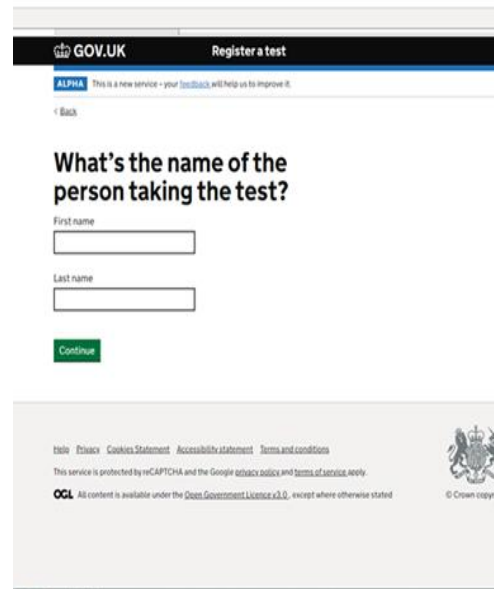 GOV.UK Register a test
ALPHA This is a new service – your feedback will help us to improve it.
< Back
What's the name of the
person taking the test?
First name
Last name
Continue
Help Privacy Cookies Statement Accessibility statement Terms and conditions
This service is protected by reCAPTCHA and the Google privacy policy and terms of service apply.
OGL All content is available under the Open Government Licence v3.0 , except where otherwise stated
© Crown copyr